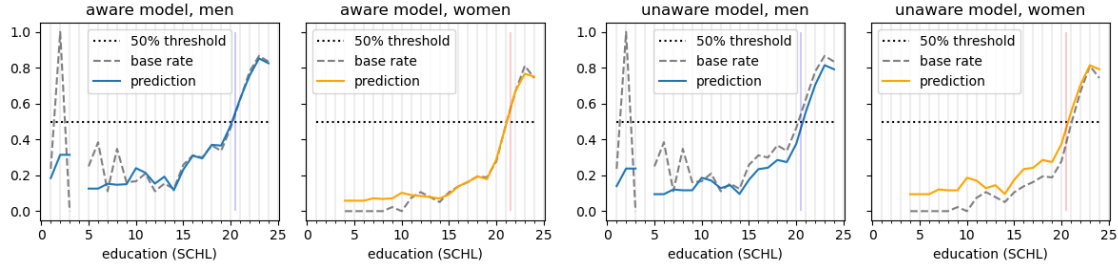 aware model, men
aware model, women
unaware model, men
unaware model, women
1.0
0.8
0.6
0.4
0.2
0.0
50% threshold
base rate
prediction
50% threshold
base rate
prediction
1.0
0.8
0.6
0.4
0.2
0.0
50% threshold
base rate
prediction
50% threshold
base rate
prediction
0 5 10 15 20 25
0 5 10 15 20 25
0 5 10 15 20 25
0 5 10 15 20 25
education (SCHL)
education (SCHL)
education (SCHL)
education (SCHL)